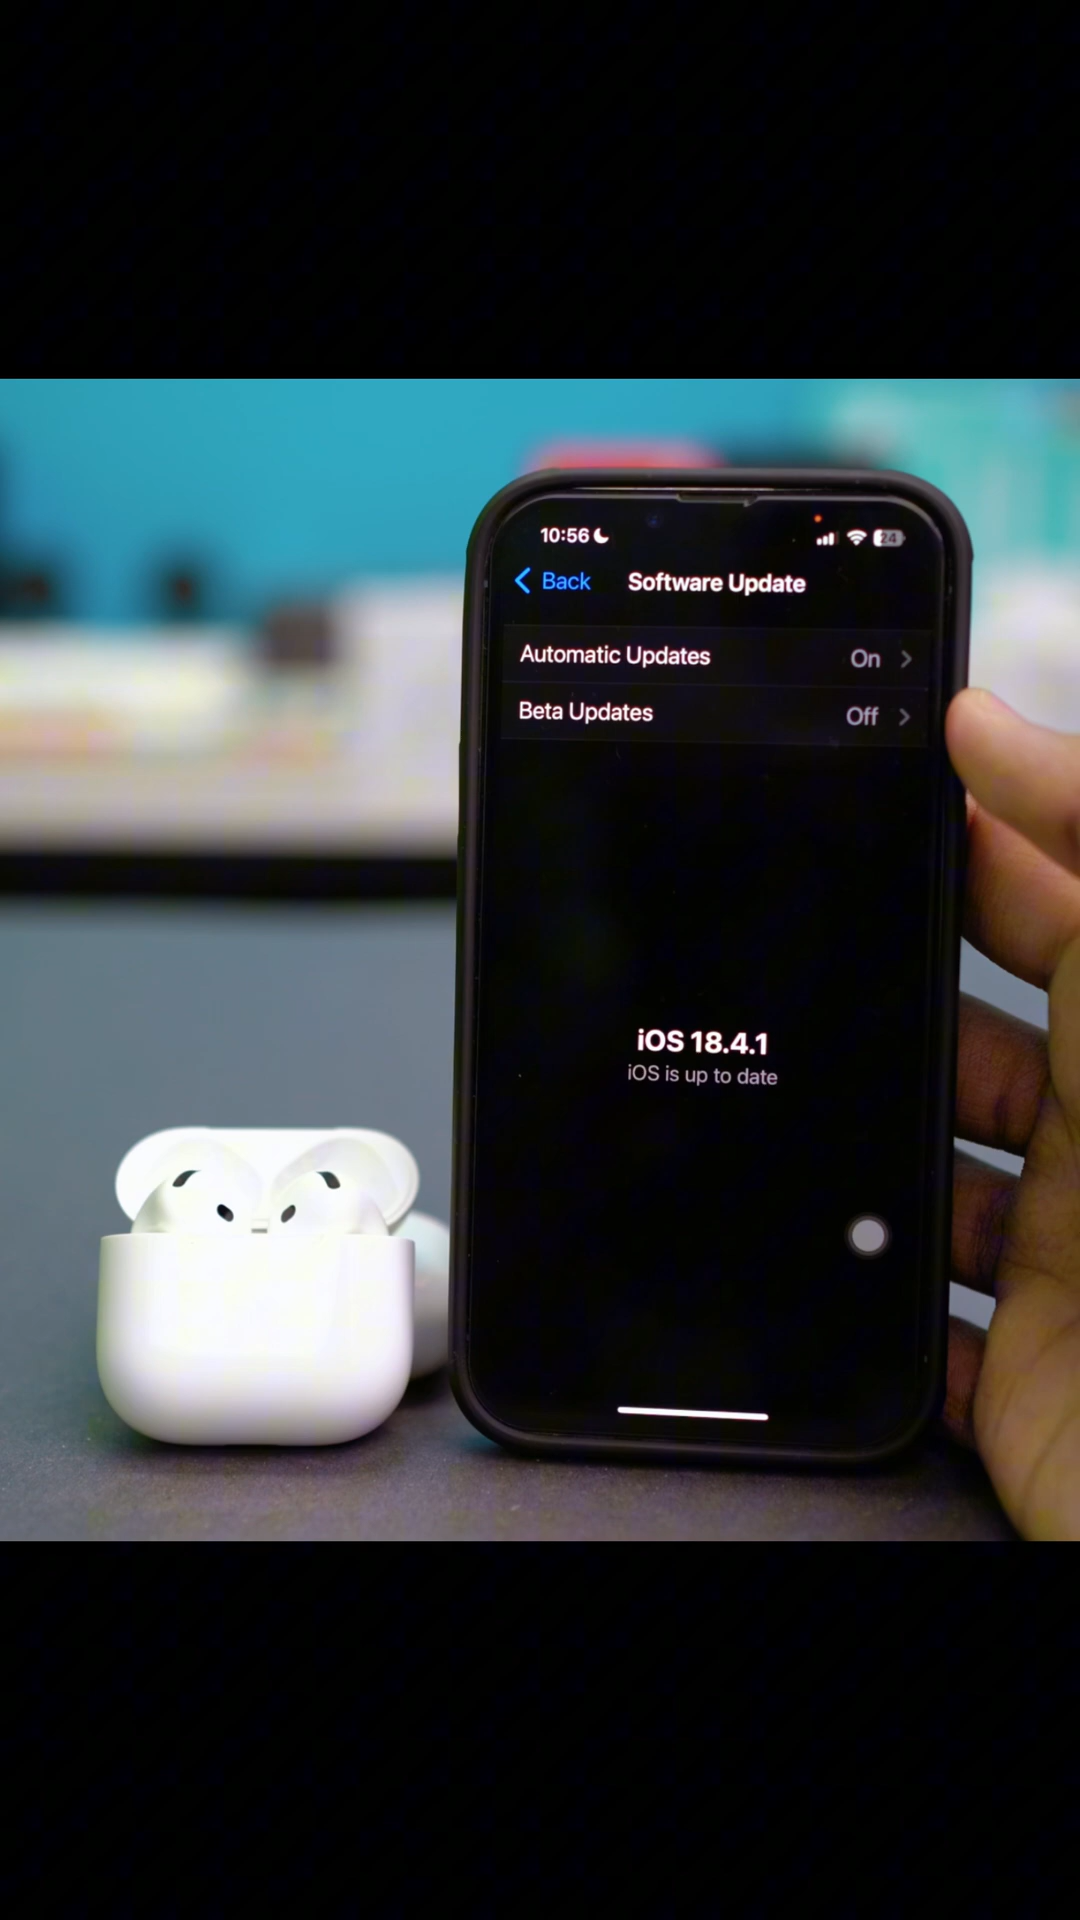 10:56
24
Back
Software Update
Automatic Updates
On
Beta Updates
Off
iOS 18.4.1
iOS is up to date